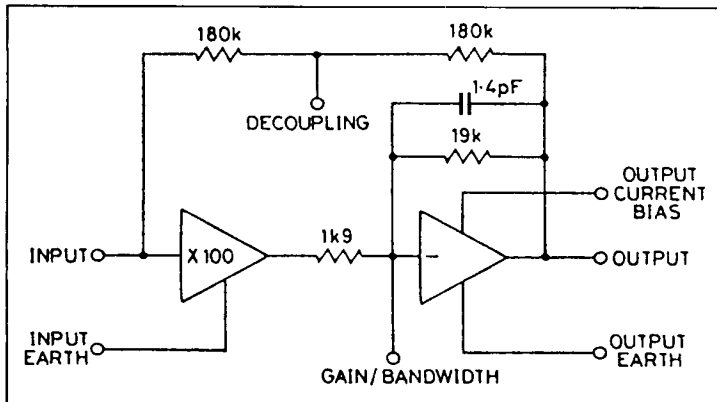 180k
180k
1·4pF
DECOUPLING
19k
OUTPUT
CURRENT
BIAS
INPUT
X 100
1k9
−
OUTPUT
INPUT
EARTH
GAIN/BANDWIDTH
OUTPUT
EARTH